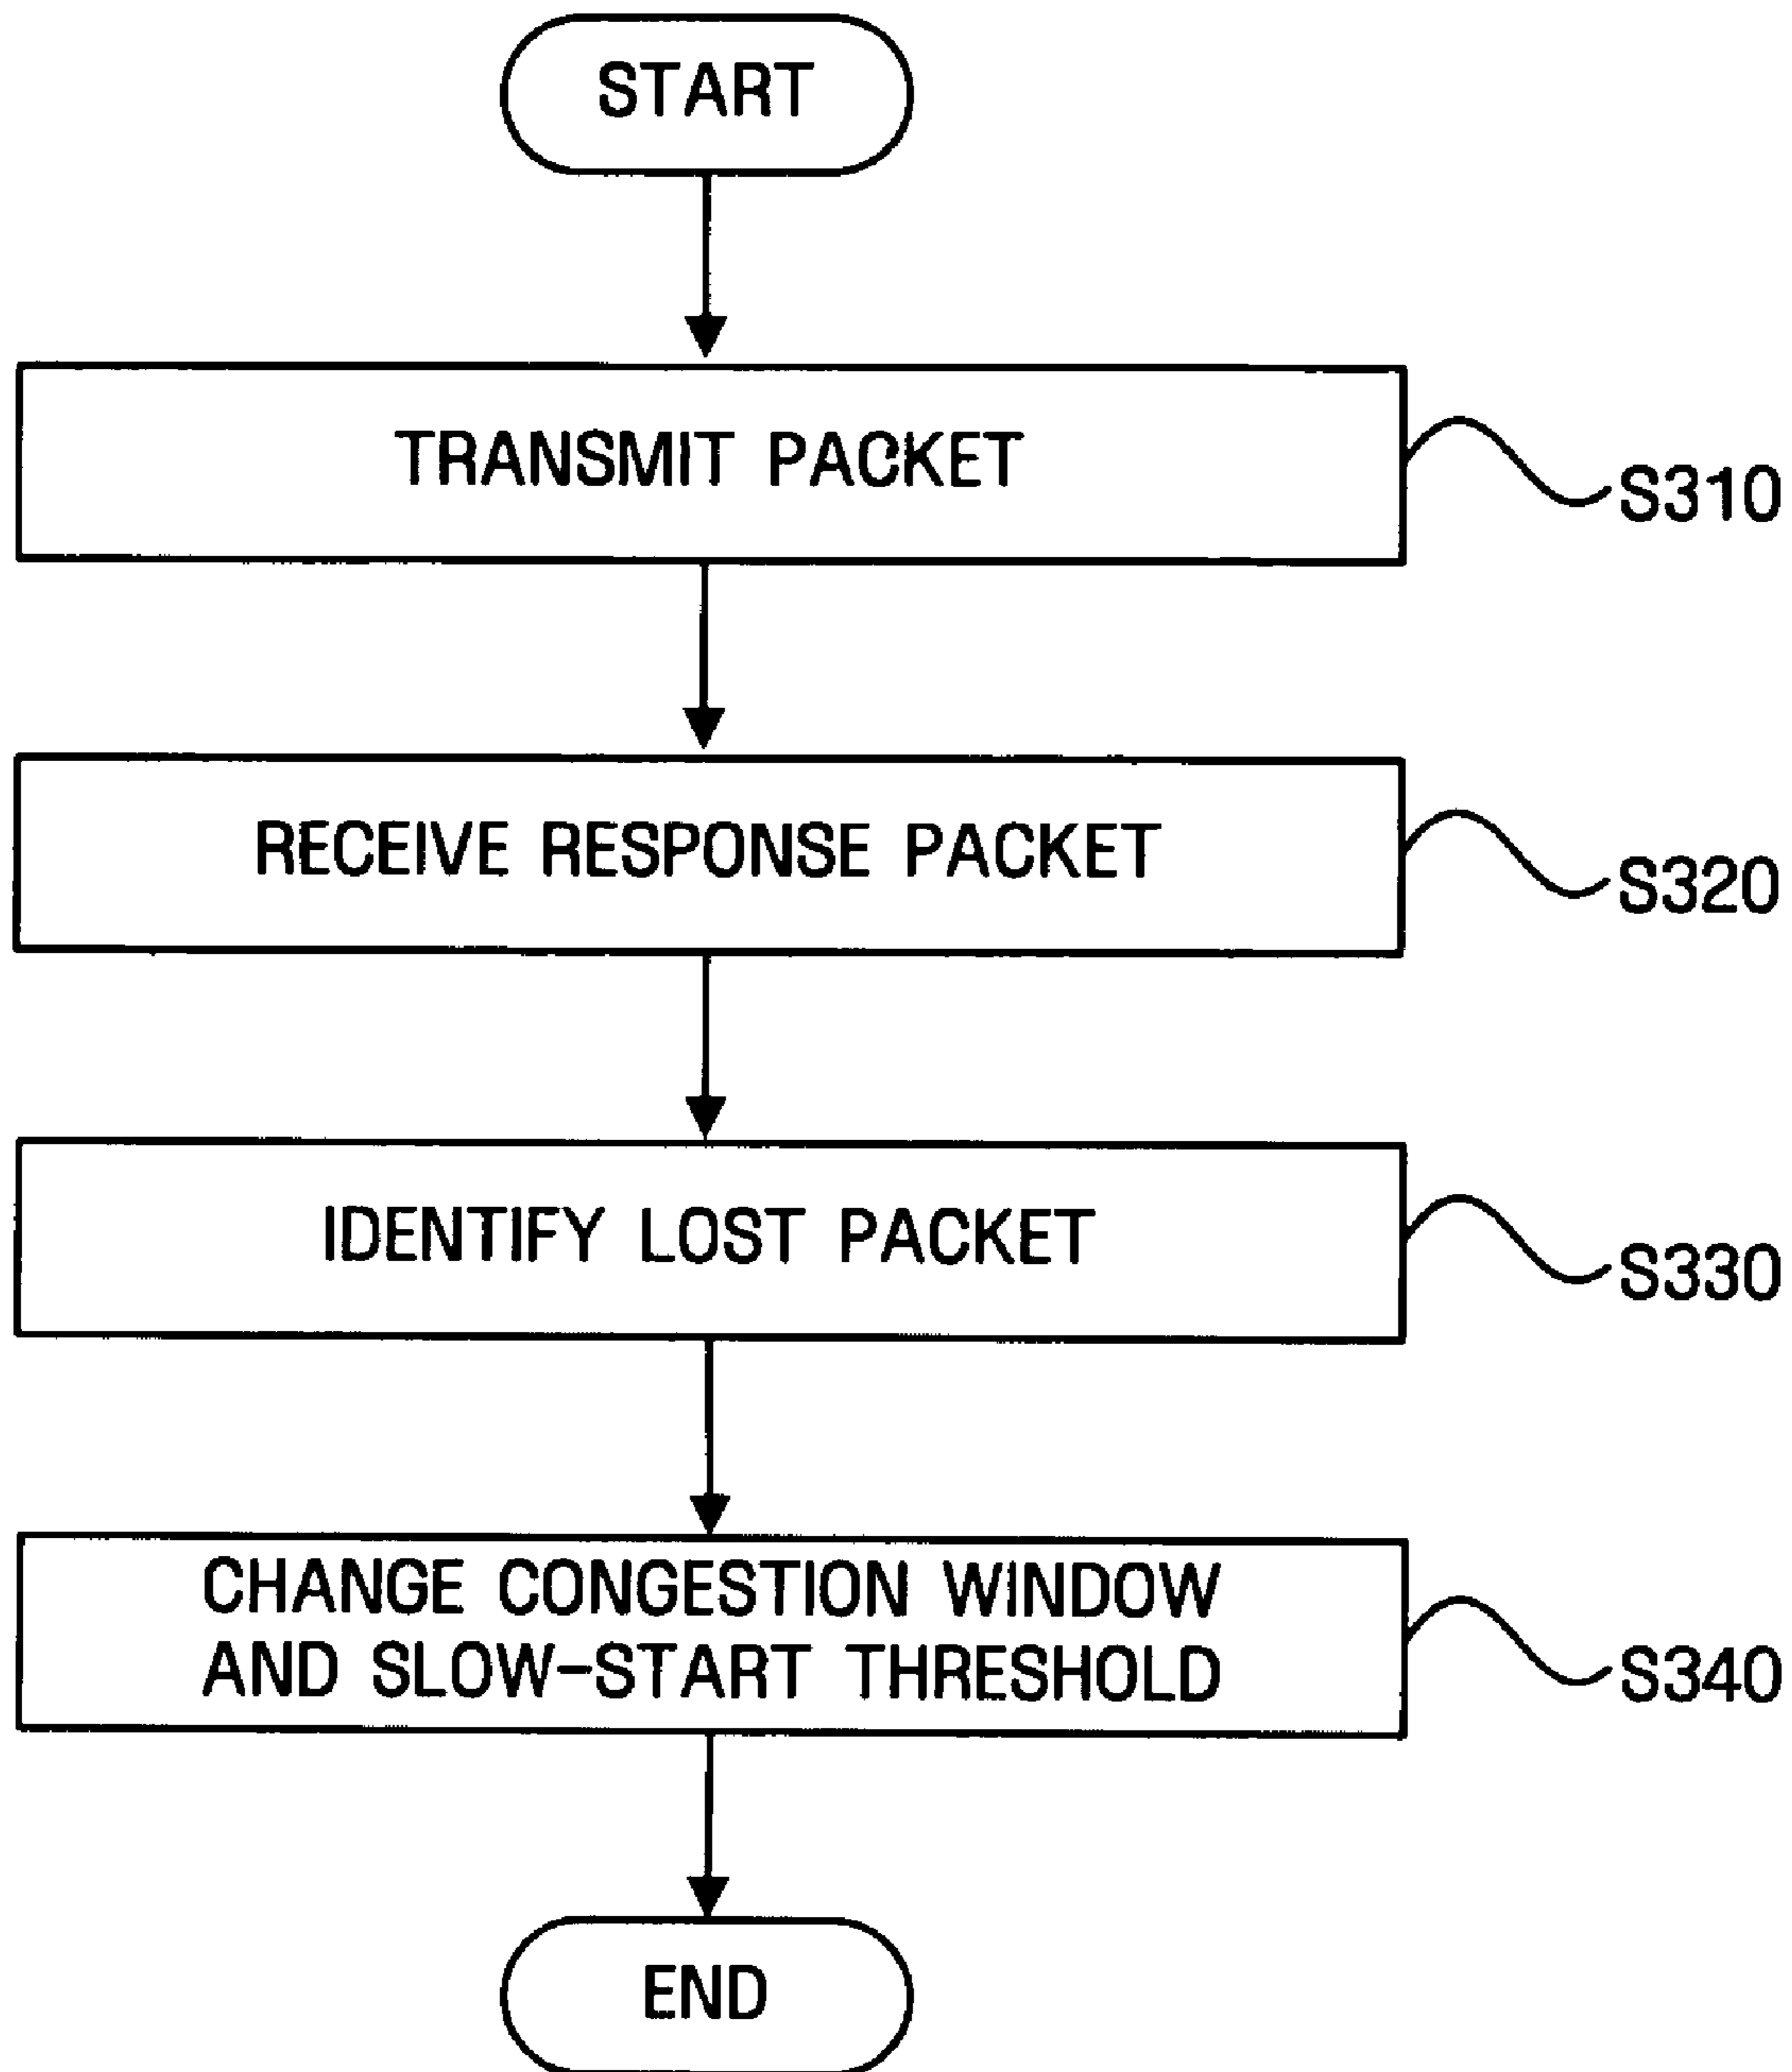 START
TRANSMIT PACKET
S310
RECEIVE RESPONSE PACKET
S320
IDENTIFY LOST PACKET
S330
CHANGE CONGESTION WINDOW
AND SLOW-START THRESHOLD
S340
END